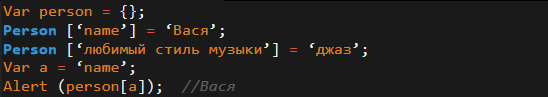 Var person = {};
Person [‘name’] = ‘Вася’;
Person [‘любимый стиль музыки’] = ‘джаз’;
Var a = ‘name’;
Alert (person[a]);  //Вася